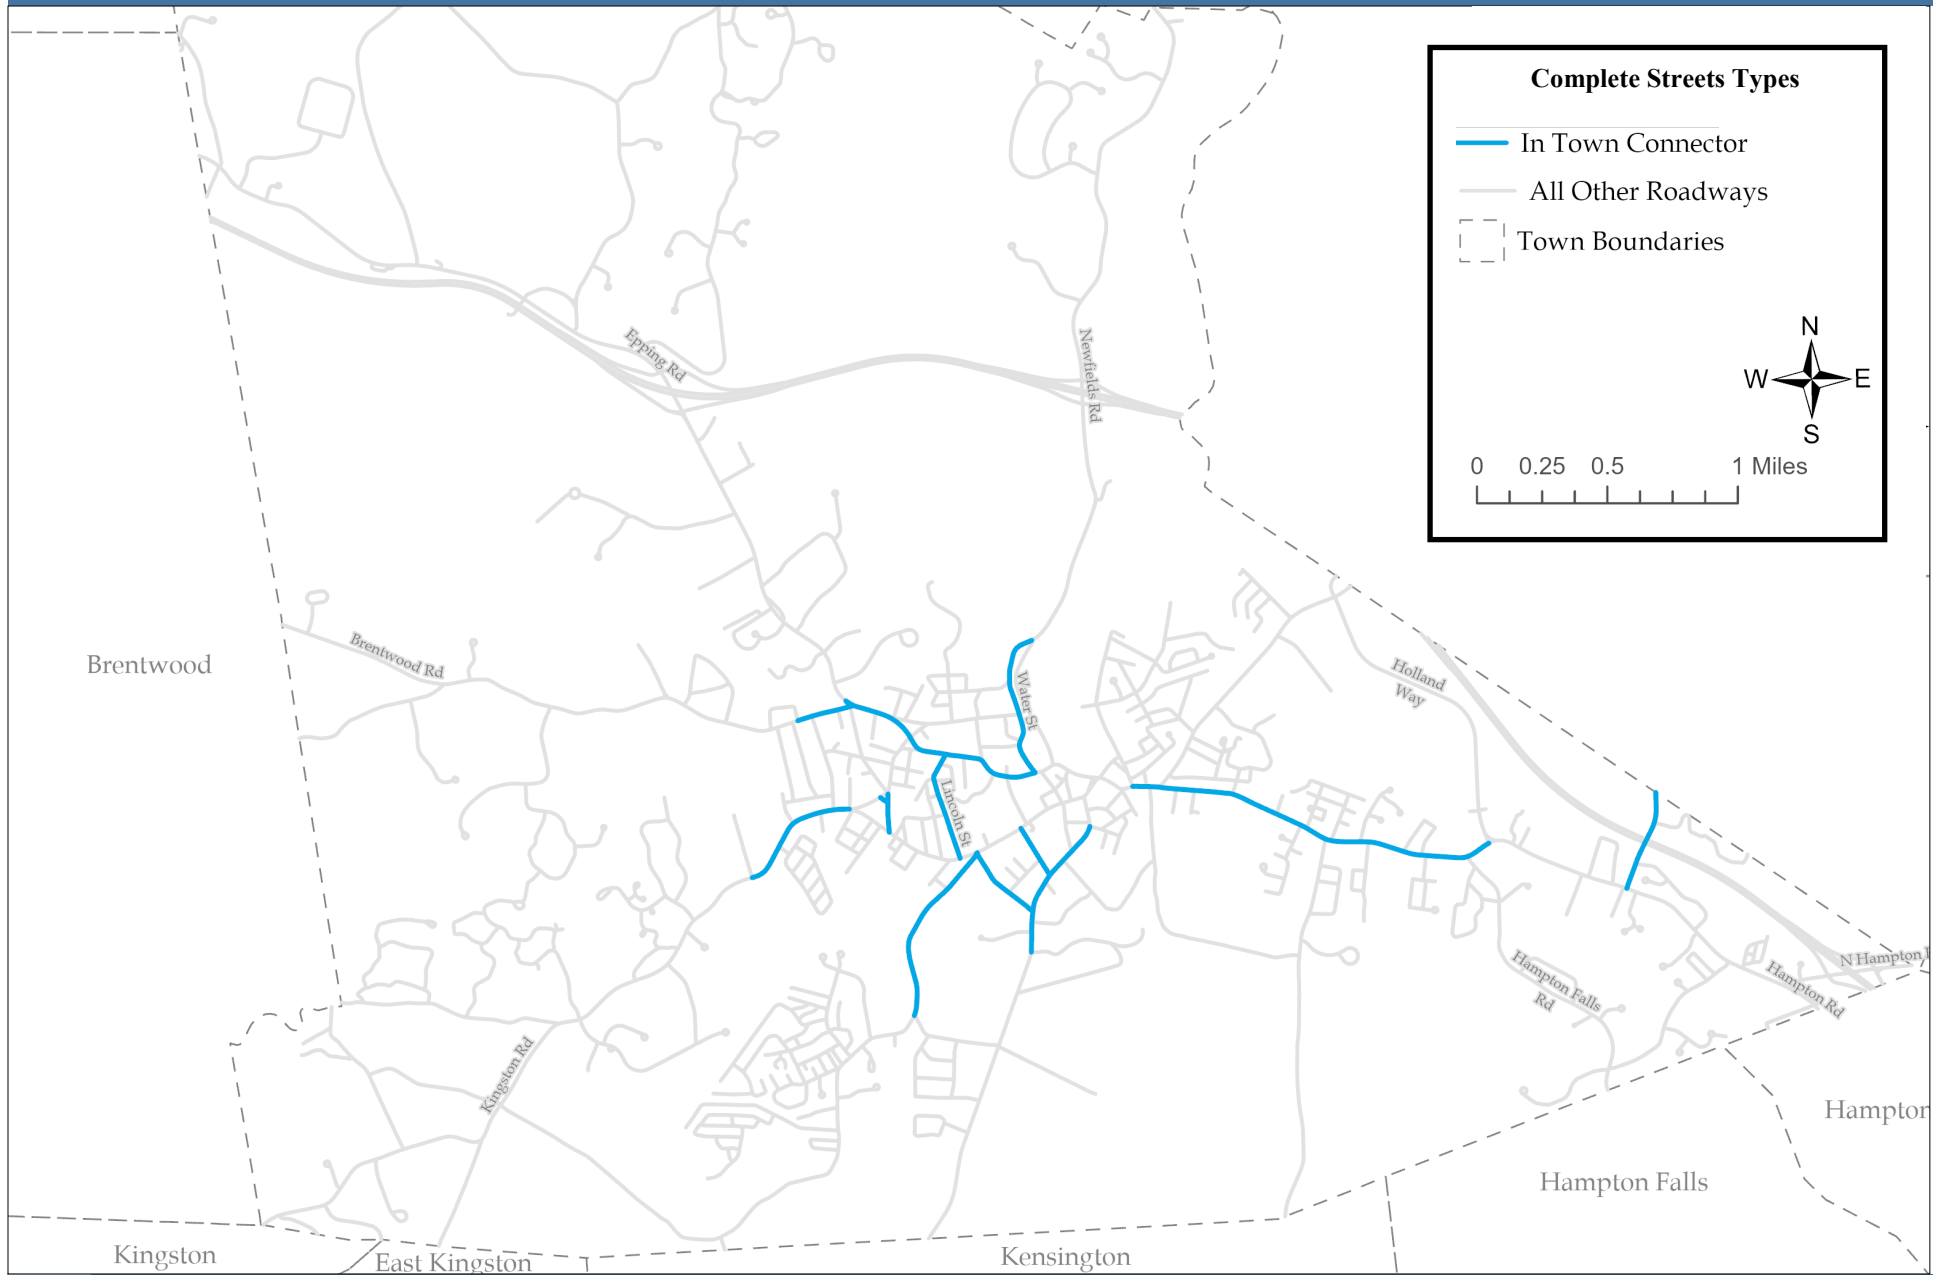 Complete Streets Types
In Town Connector
All Other Roadways
Town Boundaries
N
W E
S
0 0.25 0.5 1 Miles
Epping Rd
Newfields Rd
Brentwood
Brentwood Rd
Water St
Holland
Way
Lincoln St
Hampton Falls
Rd
N Hampton
Hampton Rd
Kingston Rd
Hampton Falls
Kingston
East Kingston
Kensington